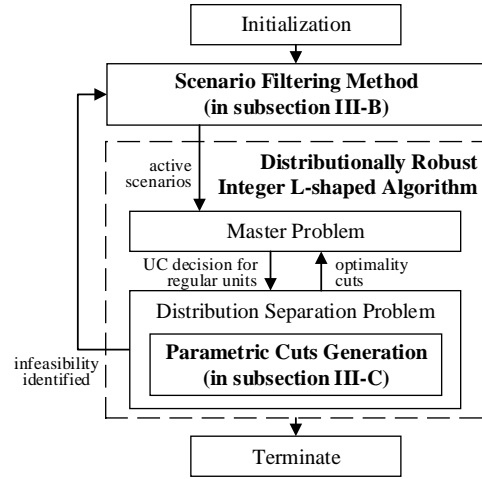 Initialization
Scenario Filtering Method
(in subsection III-B)
active
scenarios
Distributionally Robust
Integer L-shaped Algorithm
Master Problem
UC decision for
regular units
optimality
cuts
Distribution Separation Problem
Parametric Cuts Generation
(in subsection III-C)
infeasibility
identified
Terminate